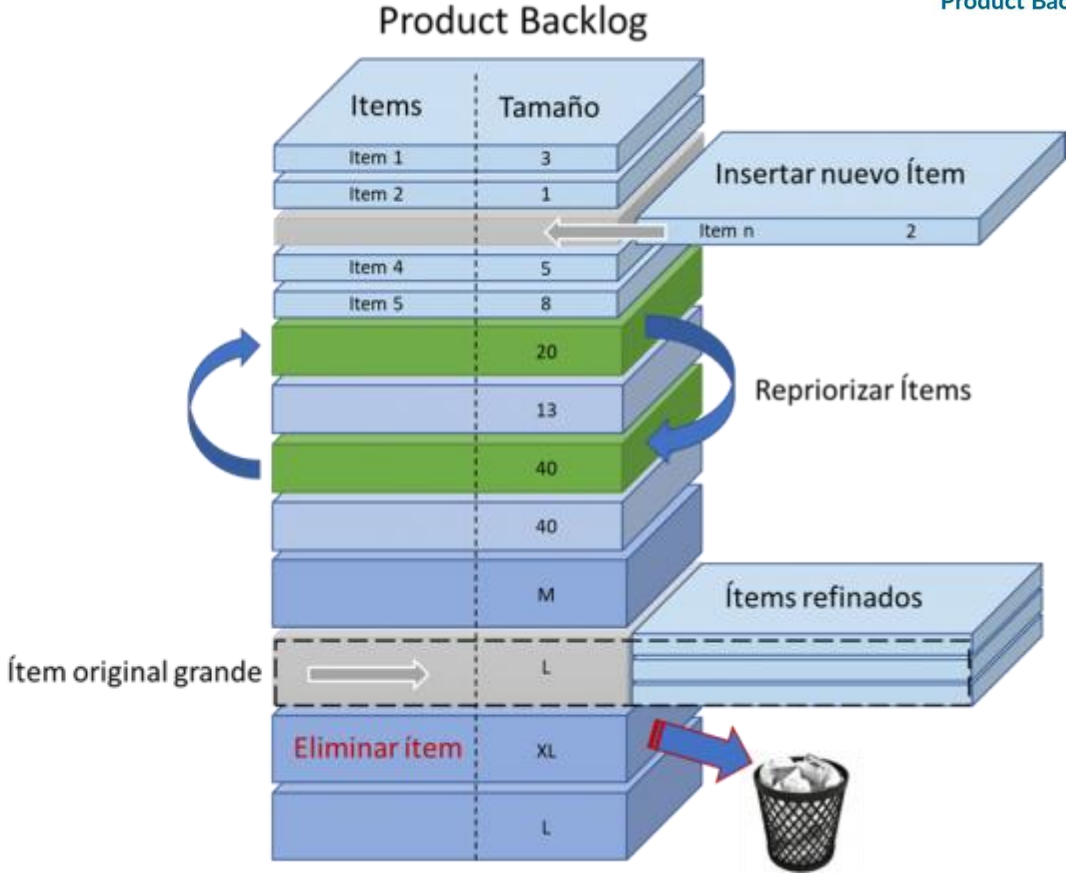 Product Bac
Product Backlog
Items Tamaño
Item 1 3
Item 2 1
Insertar nuevo Ítem
Item n 2
Item 4 5
Item 5 8
20
13
Repriorizar Ítems
40
40
M
Ítems refinados
Ítem original grande
L
Eliminar ítem XL
L